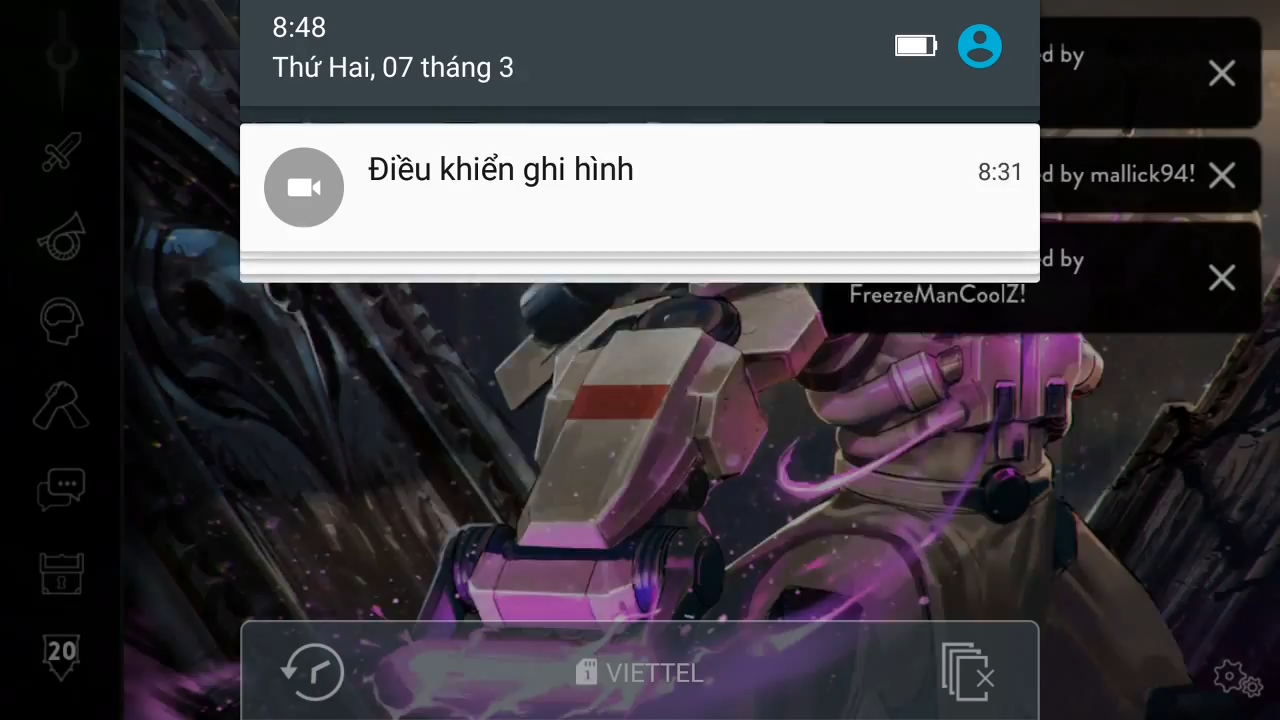 8:48
Thứ Hai, 07 tháng 3
d by
Điều khiển ghi hình
8:31
d by mallick94!
d by
FreezeManCoolZ!
20
1 VIETTEL